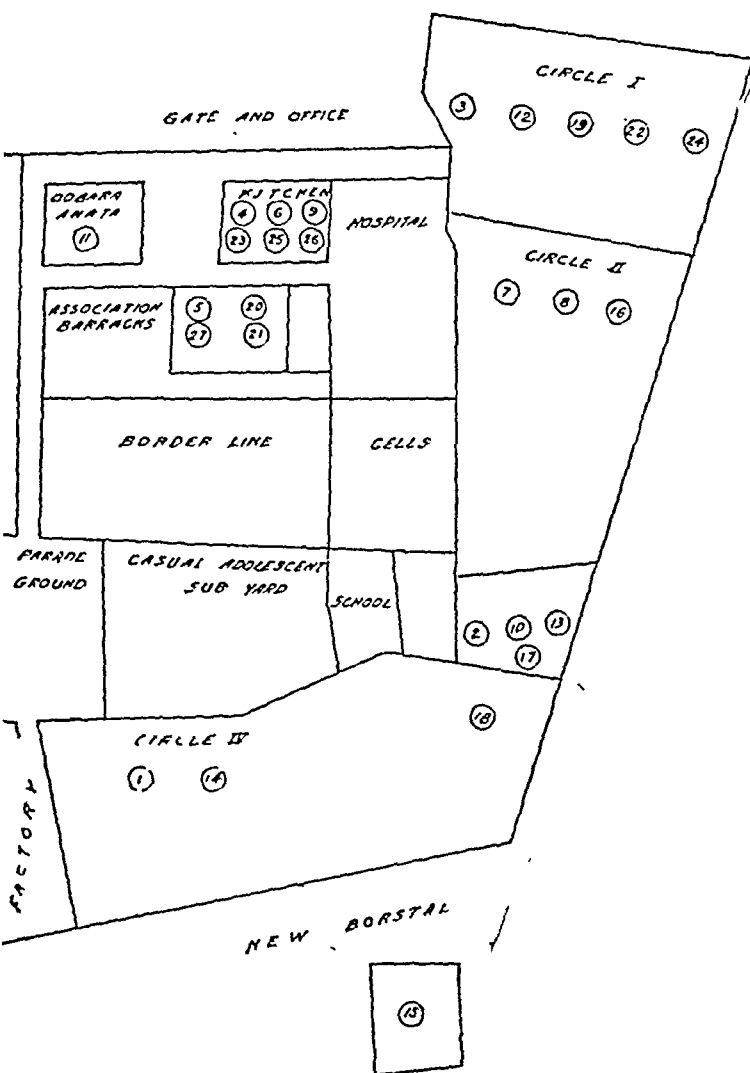 CIRCLE I
3 12 19 22 24
GATE AND OFFICE
DOBARA
AHATA
11
KITCHEN
4 6 9
23 25 26
HOSPITAL
CIRCLE II
7 8 16
ASSOCIATION
BARRACKS
5 20
27 21
BORDER LINE
CELLS
PARADE
GROUND
CASUAL ADOLESCENT
SUB YARD
SCHOOL
2 10 13
17
18
CIRCLE IV
1 14
FACTORY
NEW BORSTAL
15